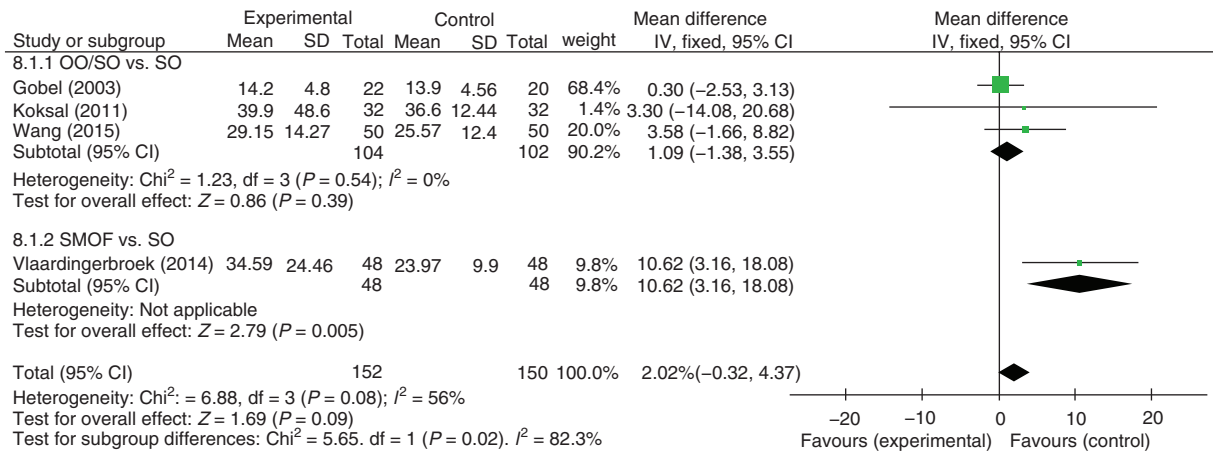 Experimental Control Mean difference Mean difference
Study or subgroup Mean SD Total Mean SD Total weight IV, fixed, 95% CI IV, fixed, 95% CI
8.1.1 OO/SO vs. SO
Gobel (2003) 14.2 4.8 22 13.9 4.56 20 68.4% 0.30 (−2.53, 3.13)
Koksal (2011) 39.9 48.6 32 36.6 12.44 32 1.4% 3.30 (−14.08, 20.68)
Wang (2015) 29.15 14.27 50 25.57 12.4 50 20.0% 3.58 (−1.66, 8.82)
Subtotal (95% CI) 104 102 90.2% 1.09 (−1.38, 3.55)
Heterogeneity: Chi² = 1.23, df = 3 (P = 0.54); I² = 0%
Test for overall effect: Z = 0.86 (P = 0.39)
8.1.2 SMOF vs. SO
Vlaardingerbroek (2014) 34.59 24.46 48 23.97 9.9 48 9.8% 10.62 (3.16, 18.08)
Subtotal (95% CI) 48 48 9.8% 10.62 (3.16, 18.08)
Heterogeneity: Not applicable
Test for overall effect: Z = 2.79 (P = 0.005)
Total (95% CI) 152 150 100.0% 2.02%(−0.32, 4.37)
Heterogeneity: Chi²: = 6.88, df = 3 (P = 0.08); I² = 56%
Test for overall effect: Z = 1.69 (P = 0.09)
Test for subgroup differences: Chi² = 5.65. df = 1 (P = 0.02). I² = 82.3%
−20 −10 0 10 20
Favours (experimental) Favours (control)